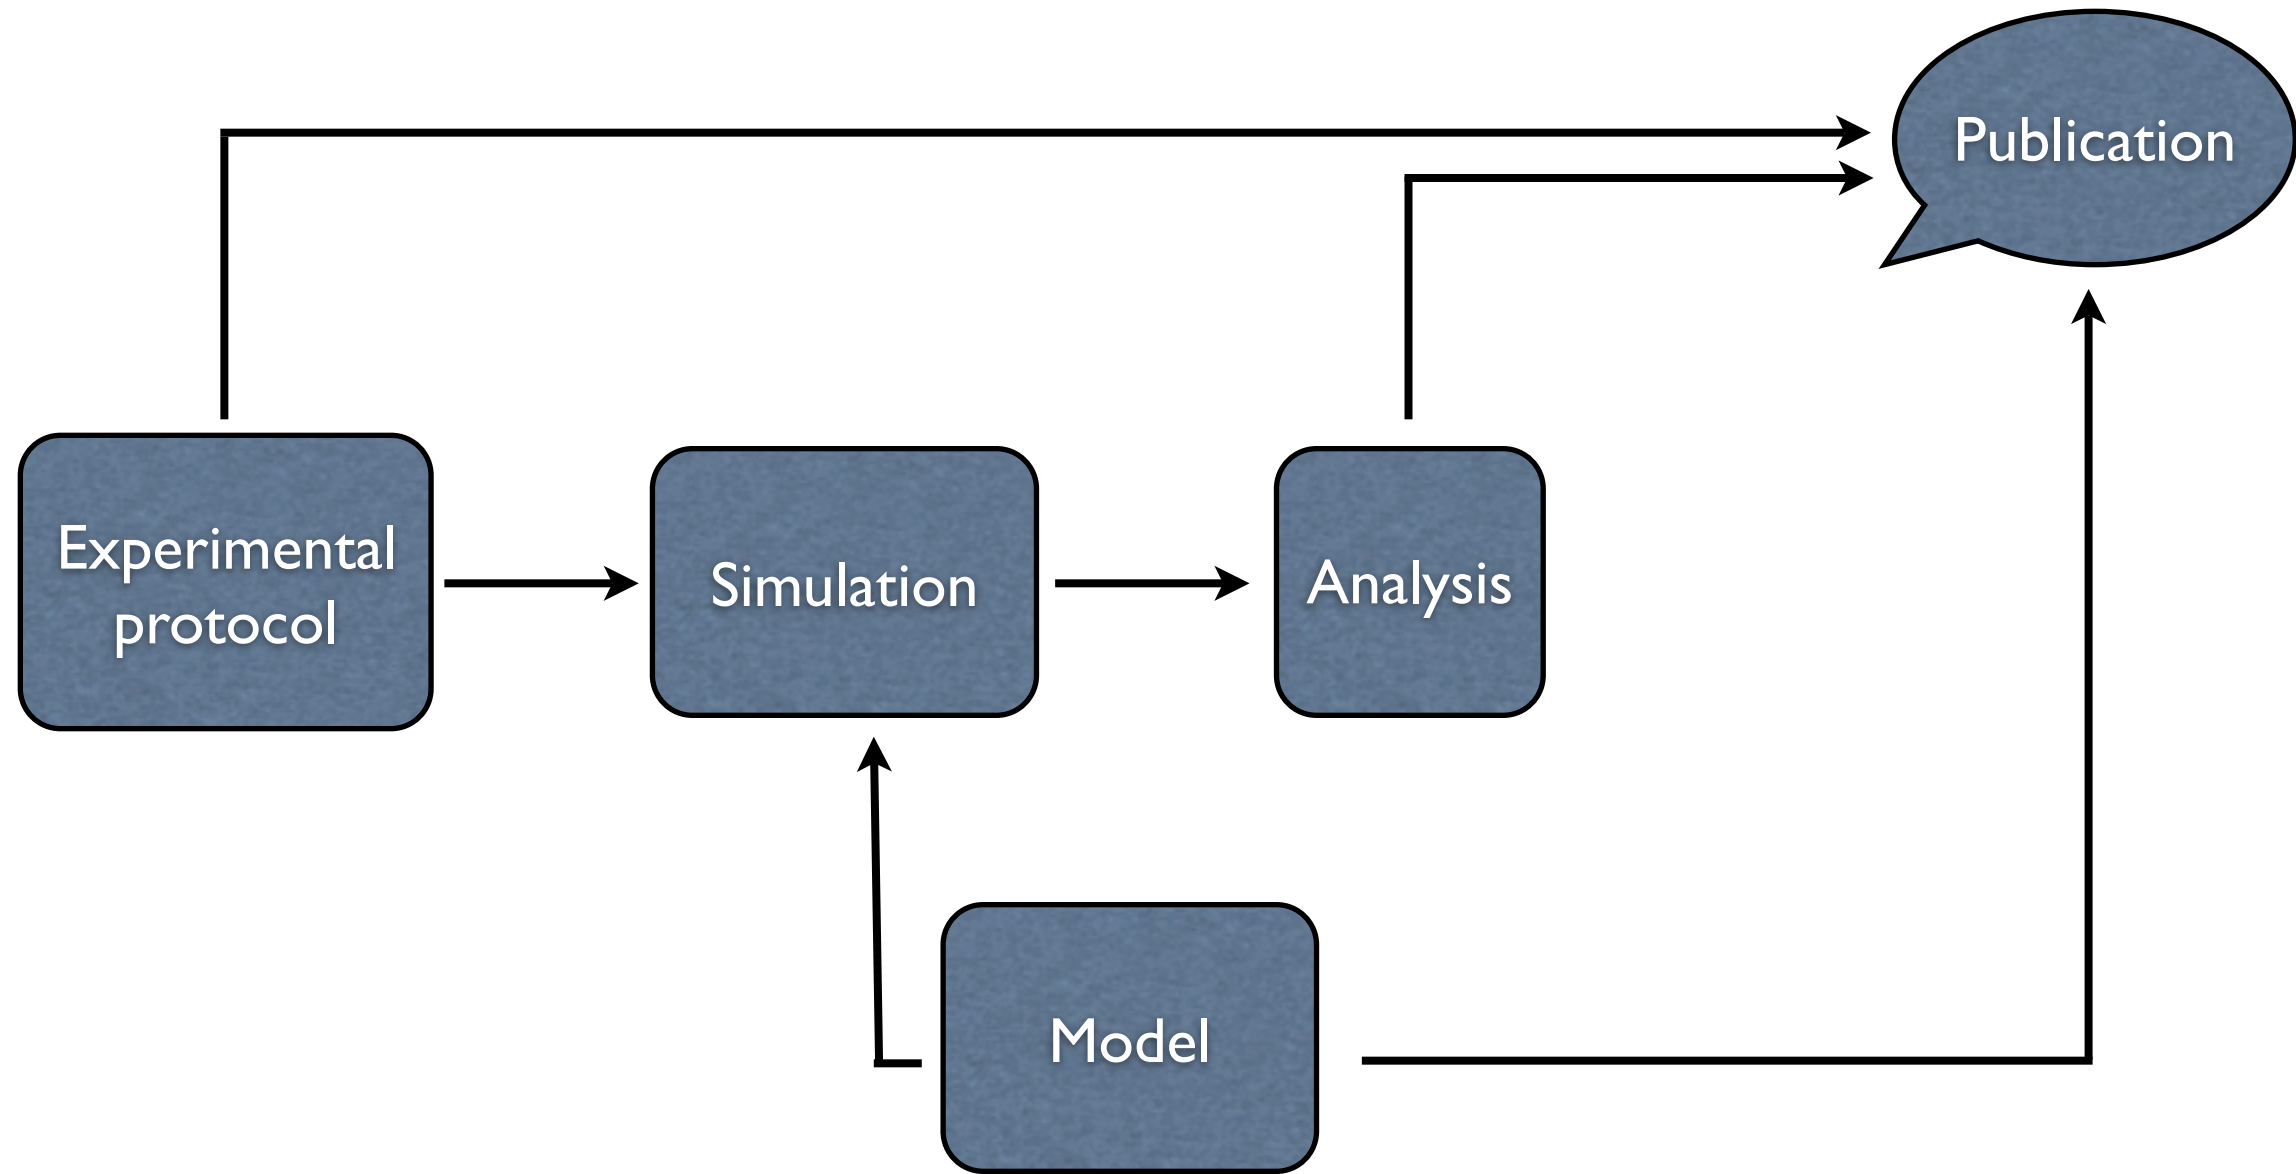 Publication
Experimental
protocol
Simulation
Analysis
Model